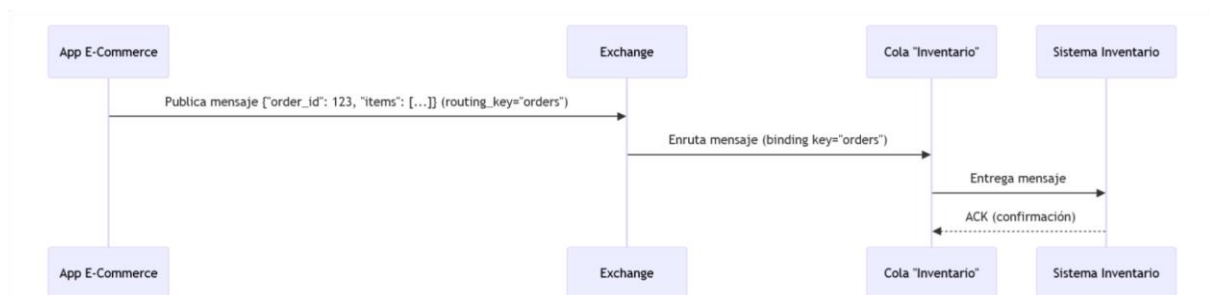 App E-Commerce
Exchange
Cola "Inventario"
Sistema Inventario
Publica mensaje {"order_id": 123, "items": [...]} (routing_key="orders")
Enruta mensaje (binding key="orders")
Entrega mensaje
ACK (confirmación)
App E-Commerce
Exchange
Cola "Inventario"
Sistema Inventario